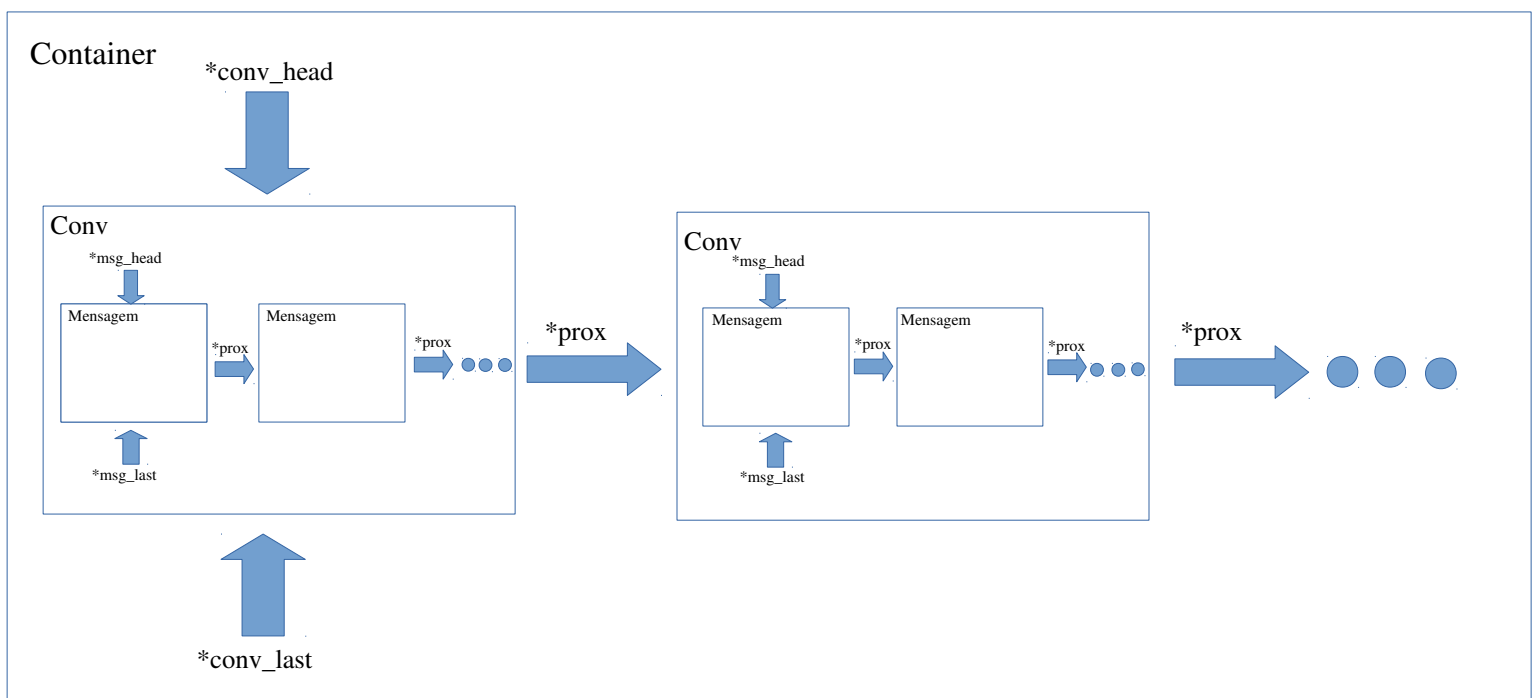 Container
*conv_head
Conv
*msg_head
Mensagem
*prox
Mensagem
*prox
*msg_last
*prox
Conv
*msg_head
Mensagem
*prox
Mensagem
*prox
*msg_last
*prox
*conv_last